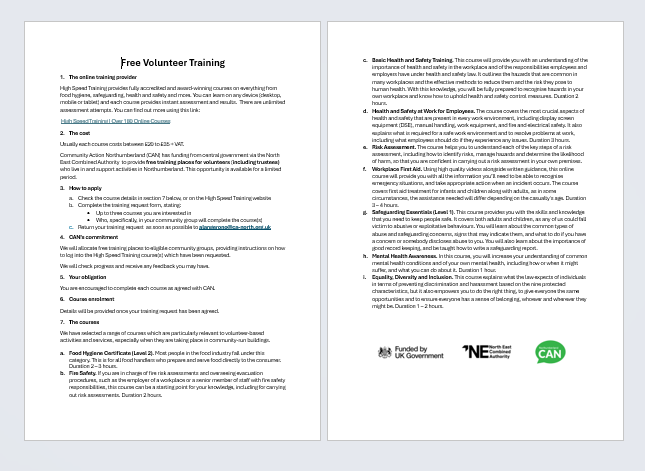 Free Volunteer Training
1. The online training provider
High Speed Training provides fully accredited and award-winning courses on everything from
food hygiene, safeguarding, health and safety and more. You can learn on any device (desktop,
mobile or tablet) and each course provides instant assessment and results. There are unlimited
assessment attempts. You can find out more using this link:
High Speed Training | Over 180 Online Courses
2. The cost
Usually each course costs between £20 to £35 + VAT.
Community Action Northumberland (CAN) has funding from central government via the North
East Combined Authority to provide free training places for volunteers (including trustees)
who live in and support activities in Northumberland. This opportunity is available for a limited
period.
3. How to apply
a. Check the course details in section 7 below, or on the High Speed Training website
b. Complete the training request form, stating:
• Up to three courses you are interested in
• Who, specifically, in your community group will complete the course(s)
c. Return your training request as soon as possible to
4. CAN's commitment
We will allocate free training places to eligible community groups, providing instructions on how
to log into the High Speed Training course(s) which have been requested.
We will check progress and receive any feedback you may have.
5. Your obligation
You are encouraged to complete each course as agreed with CAN.
6. Course enrolment
Details will be provided once your training request has been agreed.
7. The courses
We have selected a range of courses which are particularly relevant to volunteer-based
activities and services, especially when they are taking place in community-run buildings.
a. Food Hygiene Certificate (Level 2). Most people in the food industry fall under this
category. This is for all food handlers who prepare and serve food directly to the consumer.
Duration 2 – 3 hours.
b. Fire Safety. If you are in charge of fire risk assessments and overseeing evacuation
procedures, such as the employer of a workplace or a senior member of staff with fire safety
responsibilities, this course can be a starting point for your knowledge, including for carrying
out risk assessments. Duration 2 hours.
c. Basic Health and Safety Training. This course will provide you with an understanding of the
importance of health and safety in the workplace and of the responsibilities employees and
employers have under health and safety law. It outlines the hazards that are common in
many workplaces and the effective methods to reduce them and the risk they pose to
human health. With this knowledge, you will be fully prepared to recognise hazards in your
own workplace and know how to uphold health and safety control measures. Duration 2
hours.
d. Health and Safety at Work for Employees. The course covers the most crucial aspects of
health and safety that are present in every work environment, including display screen
equipment (DSE), manual handling, work equipment, and fire and electrical safety. It also
explains what is required for a safe work environment and to resolve problems at work,
including what employees should do if they experience any issues. Duration 3 hours.
e. Risk Assessment. The course helps you to understand each of the key steps of a risk
assessment, including how to identify risks, manage hazards and determine the likelihood
of harm, so that you are confident in carrying out a risk assessment in your own premises.
f. Workplace First Aid. Using high quality videos alongside written guidance, this online
course will provide you with all the information you'll need to be able to recognise
emergency situations, and take appropriate action when an incident occurs. The course
covers first aid treatment for infants and children along with adults, as in some
circumstances, the assistance needed will differ depending on the casualty's age. Duration
3 – 4 hours.
g. Safeguarding Essentials (Level 1). This course provides you with the skills and knowledge
that you need to keep people safe. It covers both adults and children, as any of us could fall
victim to abusive or exploitative behaviours. You will learn about the common types of
abuse and safeguarding concerns, signs that may indicate them, and what to do if you have
a concern or somebody discloses abuse to you. You will also learn about the importance of
good record keeping, and be taught how to write a safeguarding report.
h. Mental Health Awareness. In this course, you will increase your understanding of common
mental health conditions and of your own mental health, including how or when it might
suffer, and what you can do about it. Duration 1 hour.
i. Equality, Diversity and Inclusion. This course explains what the law expects of individuals
in terms of preventing discrimination and harassment based on the nine protected
characteristics, but it also empowers you to do the right thing, to give everyone the same
opportunities and to ensure everyone has a sense of belonging, whoever and wherever they
might be. Duration 1 – 2 hours.
Funded by
UK Government
NE North East
Combined
Authority
CAN